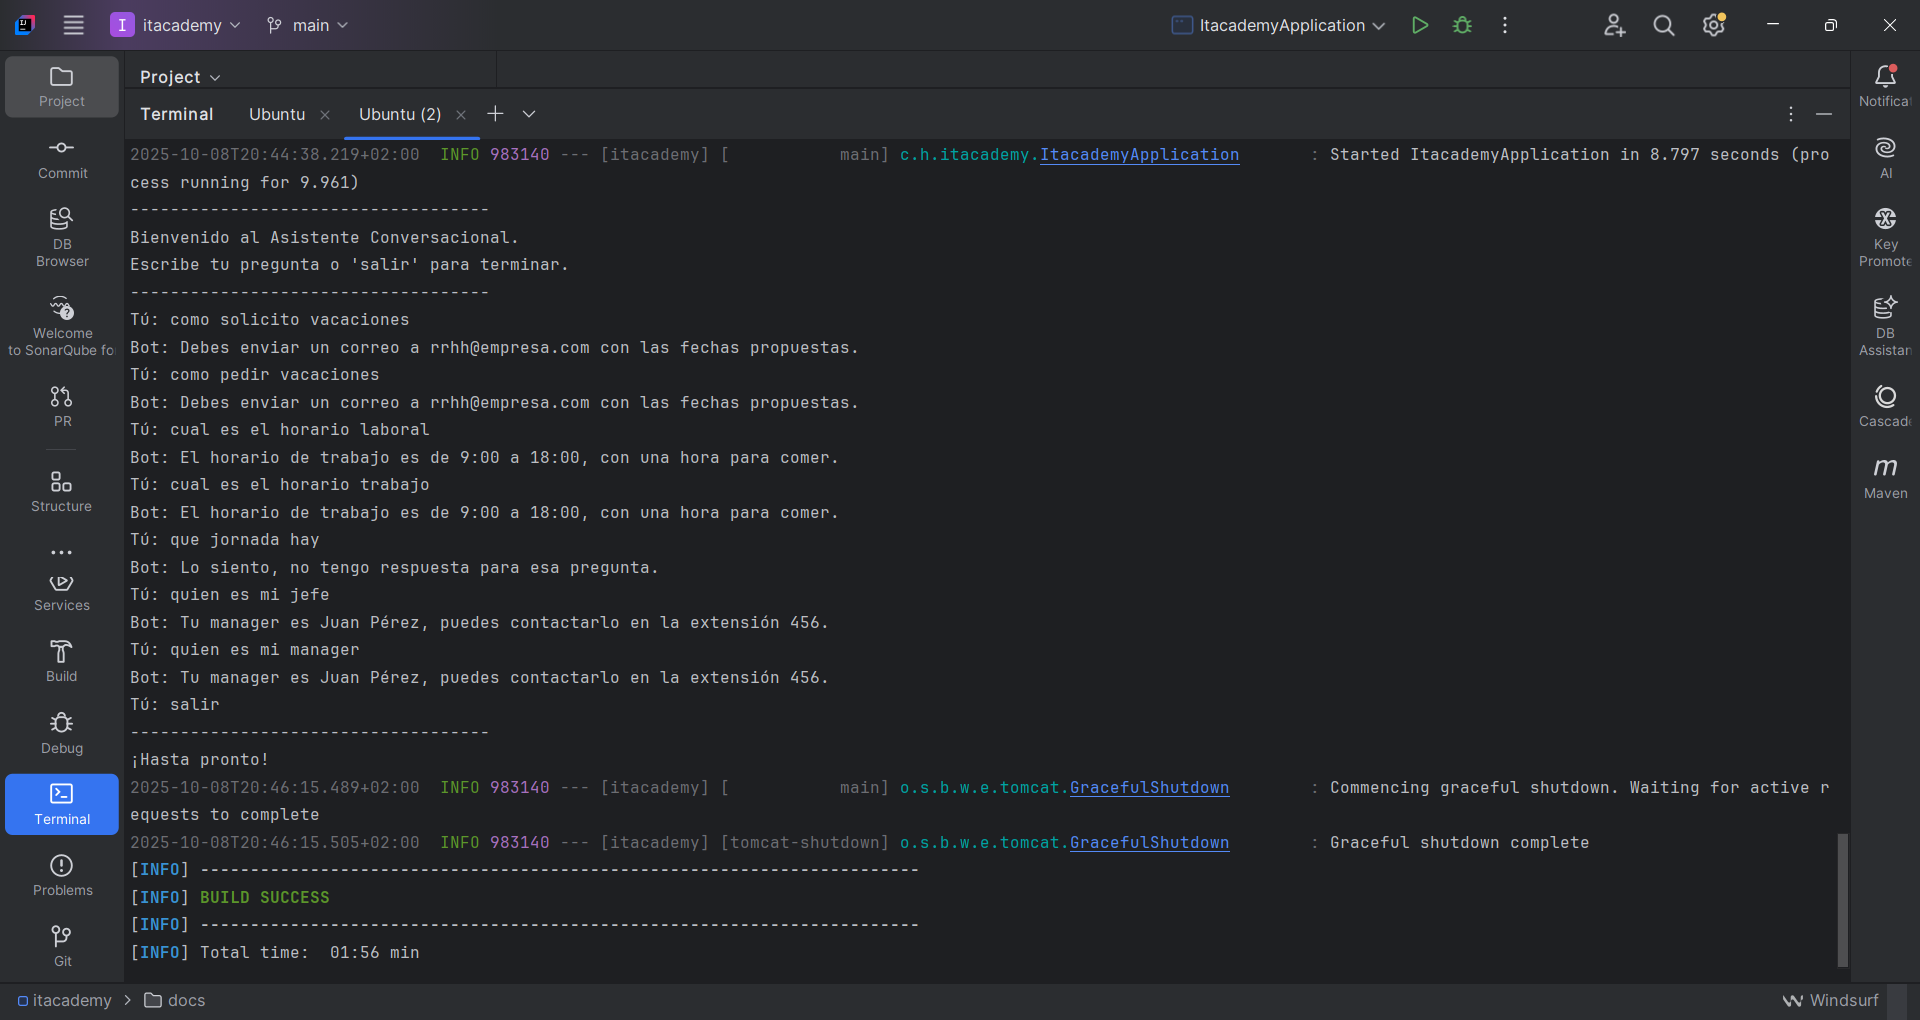 itacademy
main
ItacademyApplication
Project
Terminal Ubuntu Ubuntu (2)
Project
Commit
DB
Browser
Welcome
to SonarQube fo
PR
Structure
Services
Build
Debug
Terminal
Problems
Git
2025-10-08T20:44:38.219+02:00 INFO 983140 --- [itacademy] [ main] c.h.itacademy.ItacademyApplication : Started ItacademyApplication in 8.797 seconds (pro
cess running for 9.961)
------------------------------------
Bienvenido al Asistente Conversacional.
Escribe tu pregunta o 'salir' para terminar.
------------------------------------
Tú: como solicito vacaciones
Bot: Debes enviar un correo a rrhh@empresa.com con las fechas propuestas.
Tú: como pedir vacaciones
Bot: Debes enviar un correo a rrhh@empresa.com con las fechas propuestas.
Tú: cual es el horario laboral
Bot: El horario de trabajo es de 9:00 a 18:00, con una hora para comer.
Tú: cual es el horario trabajo
Bot: El horario de trabajo es de 9:00 a 18:00, con una hora para comer.
Tú: que jornada hay
Bot: Lo siento, no tengo respuesta para esa pregunta.
Tú: quien es mi jefe
Bot: Tu manager es Juan Pérez, puedes contactarlo en la extensión 456.
Tú: quien es mi manager
Bot: Tu manager es Juan Pérez, puedes contactarlo en la extensión 456.
Tú: salir
------------------------------------
¡Hasta pronto!
2025-10-08T20:46:15.489+02:00 INFO 983140 --- [itacademy] [ main] o.s.b.w.e.tomcat.GracefulShutdown : Commencing graceful shutdown. Waiting for active r
equests to complete
2025-10-08T20:46:15.505+02:00 INFO 983140 --- [itacademy] [tomcat-shutdown] o.s.b.w.e.tomcat.GracefulShutdown : Graceful shutdown complete
[INFO] ------------------------------------------------------------------------
[INFO] BUILD SUCCESS
[INFO] ------------------------------------------------------------------------
[INFO] Total time:  01:56 min
Notifica
AI
Key
Promote
DB
Assistan
Cascade
Maven
itacademy > docs
Windsurf